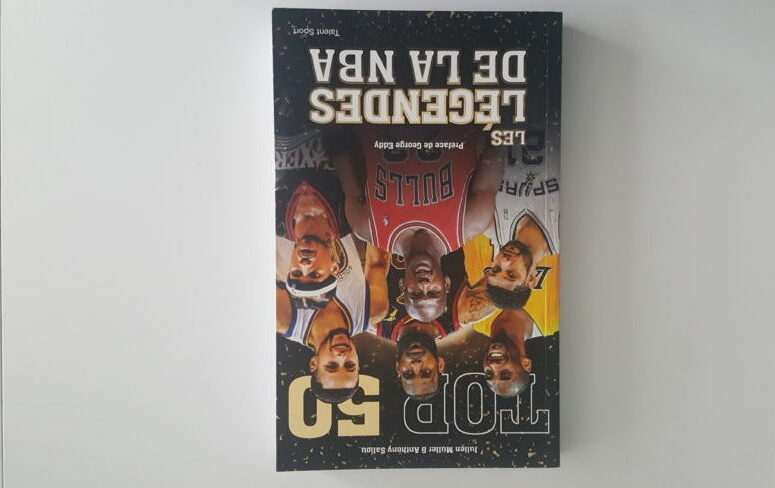 Julien Muller & Anthony Saliou
TOP 50
BULLS
SPURS
21
Préface de George Eddy
LES
LÉGENDES
DE LA NBA
Talent Sport